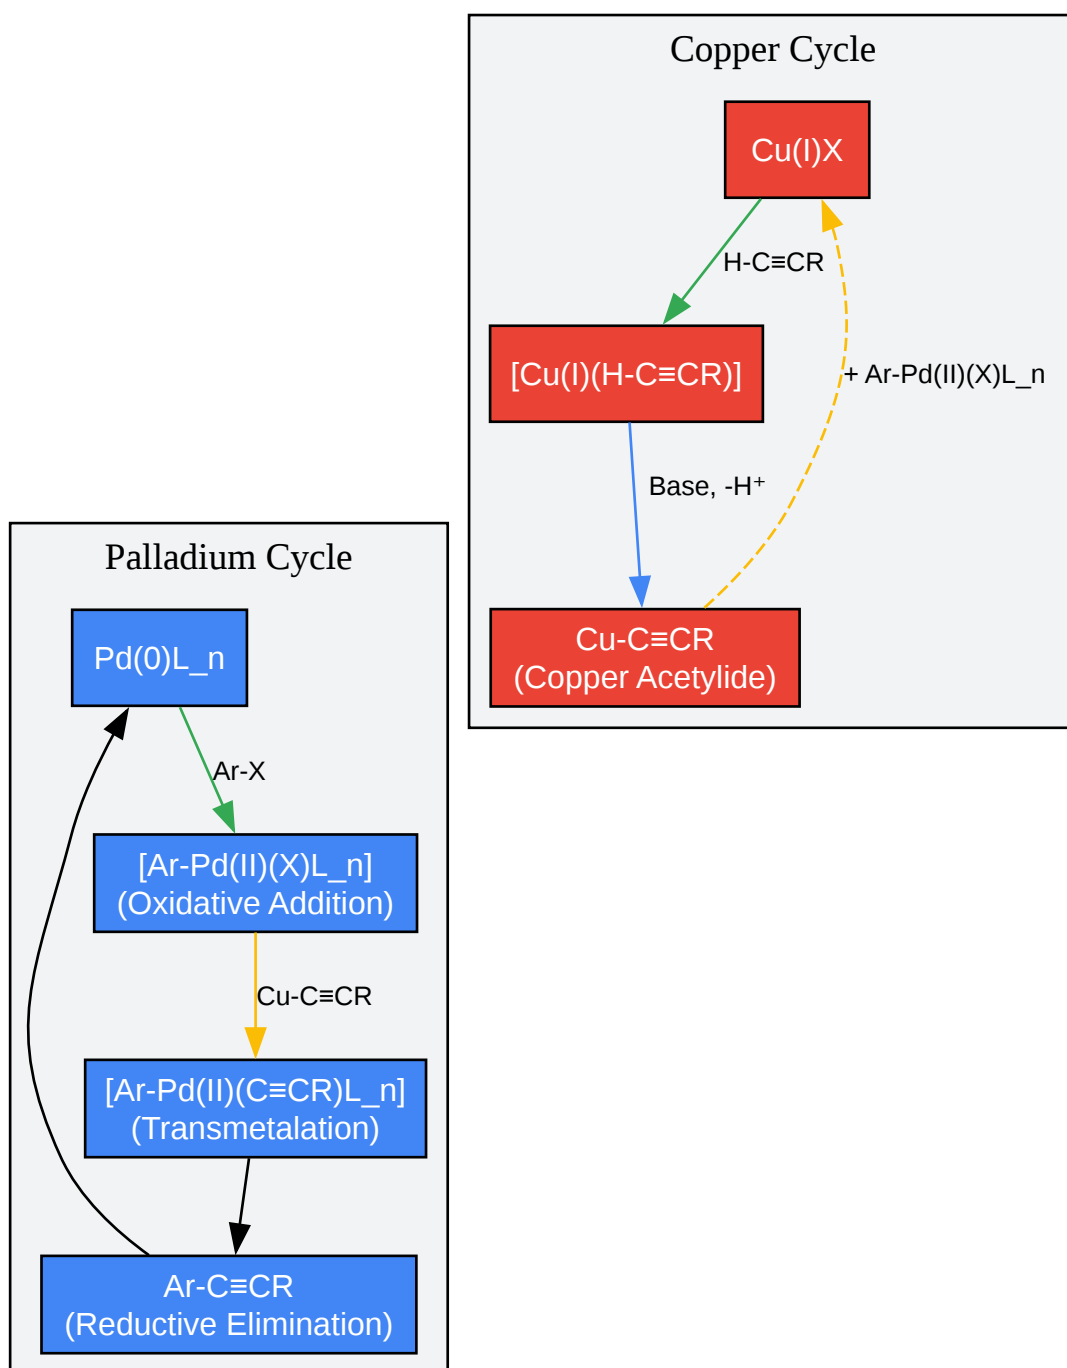 Copper Cycle
Cu(I)X
H-C≡CR
[Cu(I)(H-C≡CR)]
+ Ar-Pd(II)(X)L_n
Base, -H⁺
Cu-C≡CR
(Copper Acetylide)
Palladium Cycle
Pd(0)L_n
Ar-X
[Ar-Pd(II)(X)L_n]
(Oxidative Addition)
Cu-C≡CR
[Ar-Pd(II)(C≡CR)L_n]
(Transmetalation)
Ar-C≡CR
(Reductive Elimination)